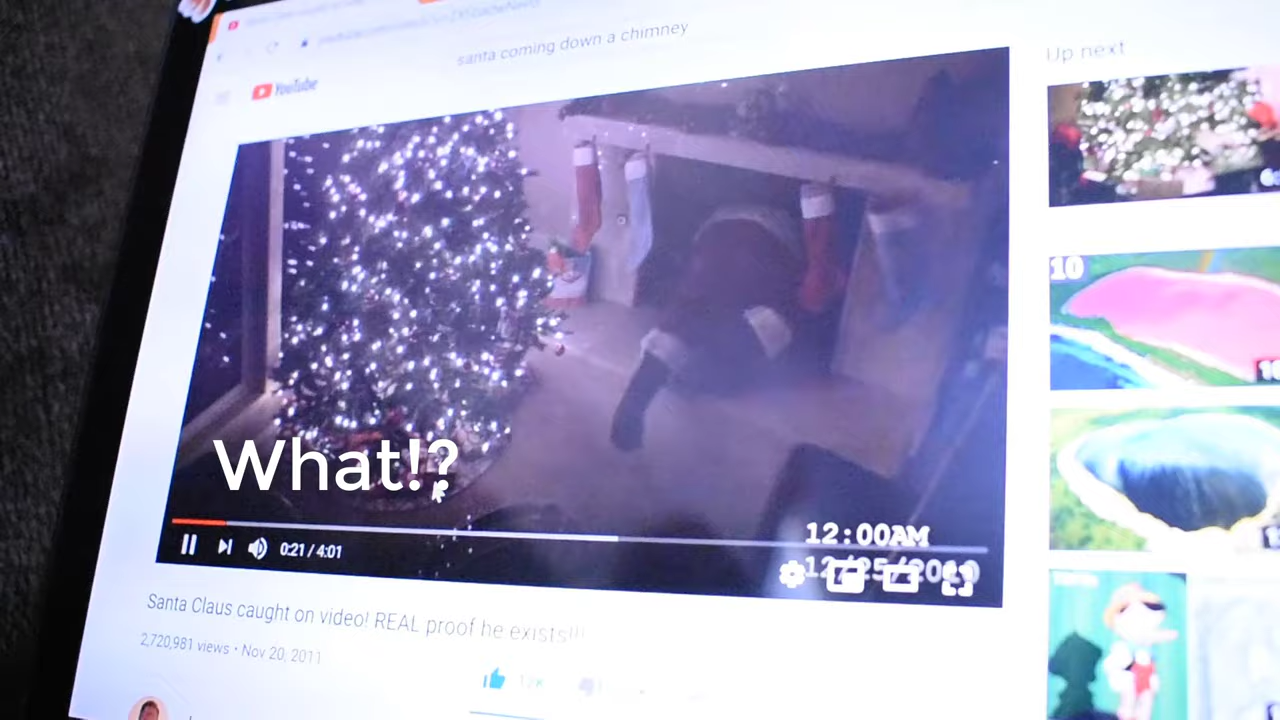 santa coming down a chimney
Up next
YouTube
10
What!?
12:00AM
0:21 / 4:01
Santa Claus caught on video! REAL proof he exists!!!
2,720,981 views • Nov 20, 2011
12K